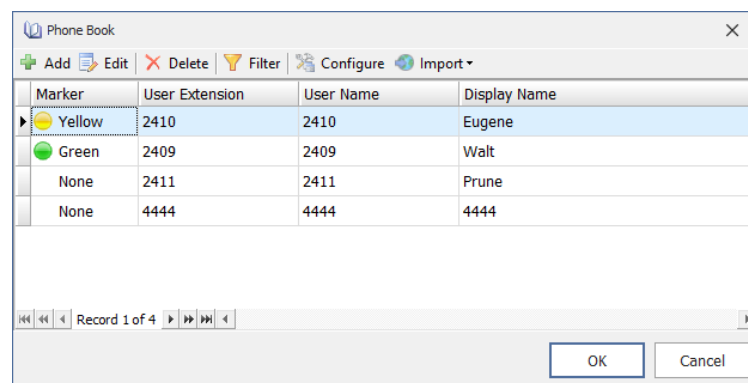 Phone Book
Add Edit Delete Filter Configure Import
Marker User Extension User Name Display Name
Yellow 2410 2410 Eugene
Green 2409 2409 Walt
None 2411 2411 Prune
None 4444 4444 4444
Record 1 of 4
OK Cancel